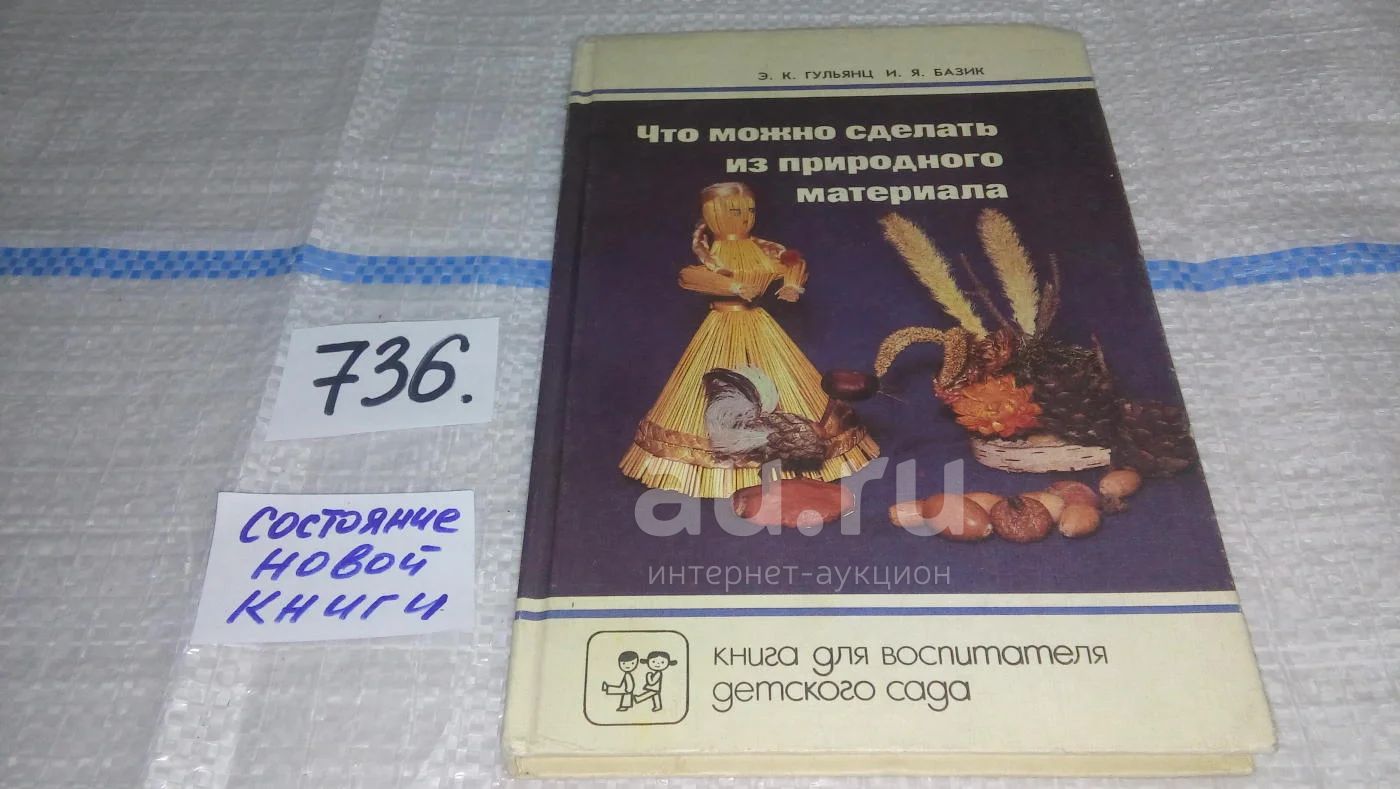 Э. К. ГУЛЬЯНЦ И. Я. БАЗИК
Что можно сделать
из природного
материала
736.
состояние
новой
книги
au.ru
интернет-аукцион
книга для воспитателя
детского сада